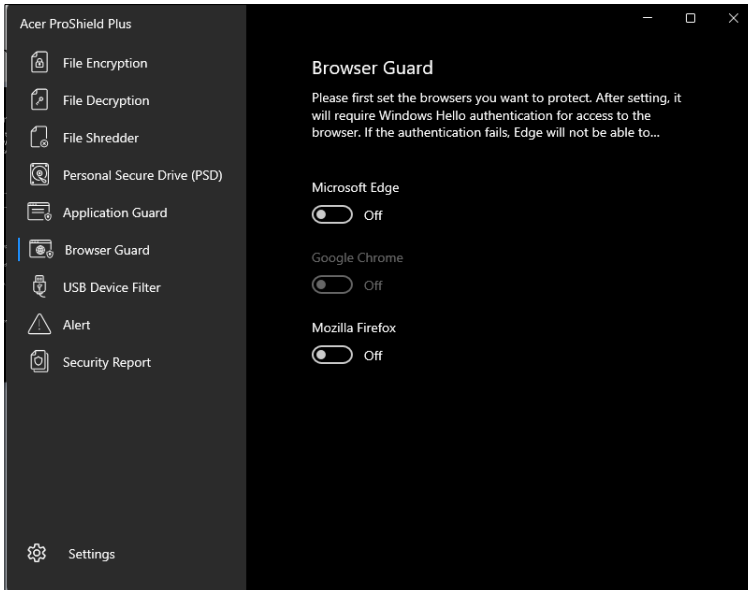 Acer ProShield Plus
File Encryption
File Decryption
File Shredder
Personal Secure Drive (PSD)
Application Guard
Browser Guard
USB Device Filter
Alert
Security Report
Settings
Browser Guard
Please first set the browsers you want to protect. After setting, it
will require Windows Hello authentication for access to the
browser. If the authentication fails, Edge will not be able to...
Microsoft Edge
Off
Google Chrome
Off
Mozilla Firefox
Off